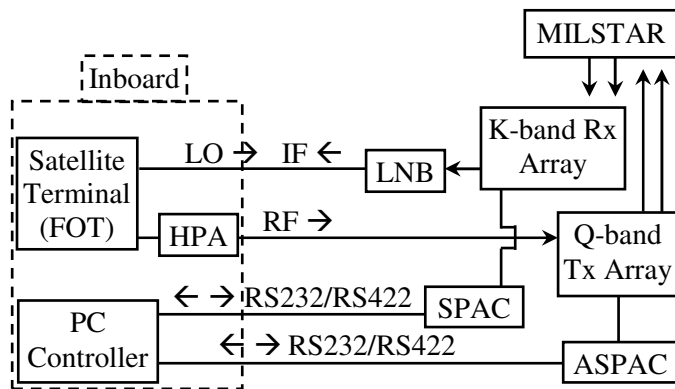 MILSTAR
Inboard
K-band Rx
Array
Satellite
Terminal
(FOT)
LO → IF ←
LNB
HPA
RF →
Q-band
Tx Array
← → RS232/RS422
SPAC
PC
Controller
← → RS232/RS422
ASPAC